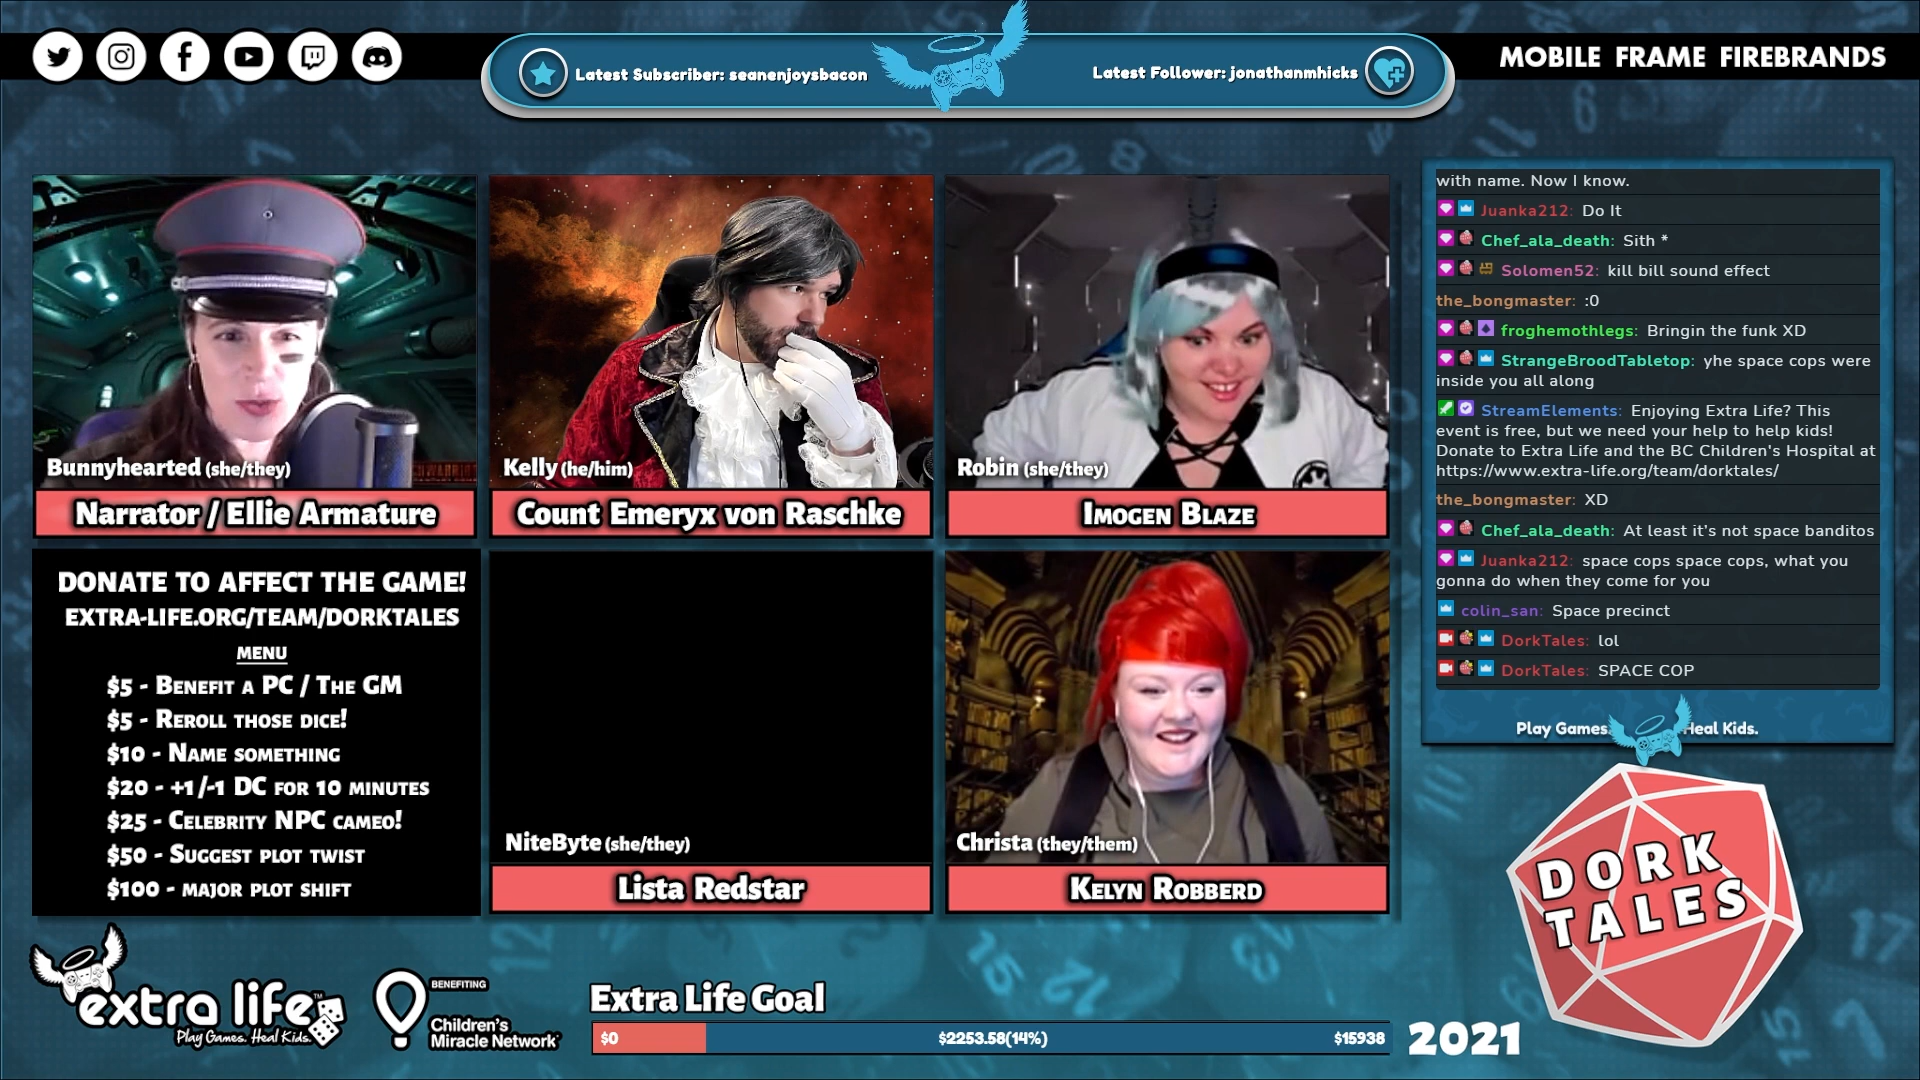 Latest Subscriber: seanenjoysbacon
Latest Follower: jonathanmhicks
MOBILE FRAME FIREBRANDS
Bunnyhearted (she/they)
Narrator / Ellie Armature
Kelly (he/him)
Count Emeryx von Raschke
Robin (she/they)
Imogen Blaze
DONATE TO AFFECT THE GAME!
EXTRA-LIFE.ORG/TEAM/DORKTALES
MENU
$5 - Benefit a PC / The GM
$5 - Reroll those dice!
$10 - Name something
$20 - +1/-1 DC for 10 minutes
$25 - Celebrity NPC cameo!
$50 - Suggest plot twist
$100 - major plot shift
NiteByte (she/they)
Lista Redstar
Christa (they/them)
Kelyn Robberd
with name. Now I know.
Juanka212: Do It
Chef_ala_death: Sith *
Solomen52: kill bill sound effect
the_bongmaster: :0
froghemothlegs: Bringin the funk XD
StrangeBroodTabletop: yhe space cops were
inside you all along
StreamElements: Enjoying Extra Life? This
event is free, but we need your help to help kids!
Donate to Extra Life and the BC Children's Hospital at
https://www.extra-life.org/team/dorktales/
the_bongmaster: XD
Chef_ala_death: At least it's not space banditos
Juanka212: space cops space cops, what you
gonna do when they come for you
colin_san: Space precinct
DorkTales: lol
DorkTales: SPACE COP
Play Games. Heal Kids.
DORK
TALES
extra life™
Play Games. Heal Kids.
BENEFITING
Children's
Miracle Network
Extra Life Goal
$0
$2253.58(14%)
$15938
2021